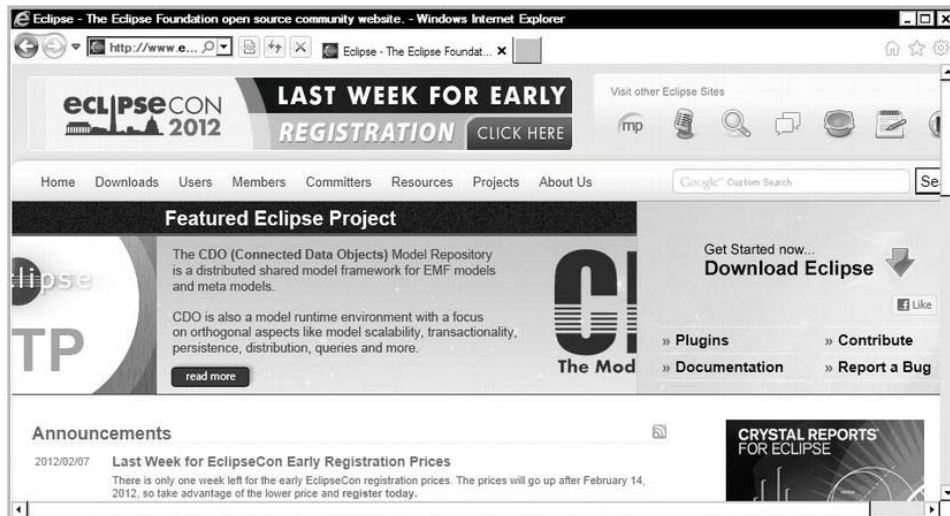 Eclipse - The Eclipse Foundation open source community website. - Windows Internet Explorer
http://www.e...
Eclipse - The Eclipse Foundat...
eclipsecon
2012
LAST WEEK FOR EARLY
REGISTRATION CLICK HERE
Visit other Eclipse Sites
mp
Home Downloads Users Members Committers Resources Projects About Us
Google™ Custom Search
Se
Featured Eclipse Project
The CDO (Connected Data Objects) Model Repository
is a distributed shared model framework for EMF models
and meta models.
CDO is also a model runtime environment with a focus
on orthogonal aspects like model scalability, transactionality,
persistence, distribution, queries and more.
read more
clipse
TP
The Mod
Get Started now...
Download Eclipse
Like
» Plugins » Contribute
» Documentation » Report a Bug
Announcements
2012/02/07 Last Week for EclipseCon Early Registration Prices
There is only one week left for the early EclipseCon registration prices. The prices will go up after February 14,
2012, so take advantage of the lower price and register today.
CRYSTAL REPORTS®
FOR ECLIPSE